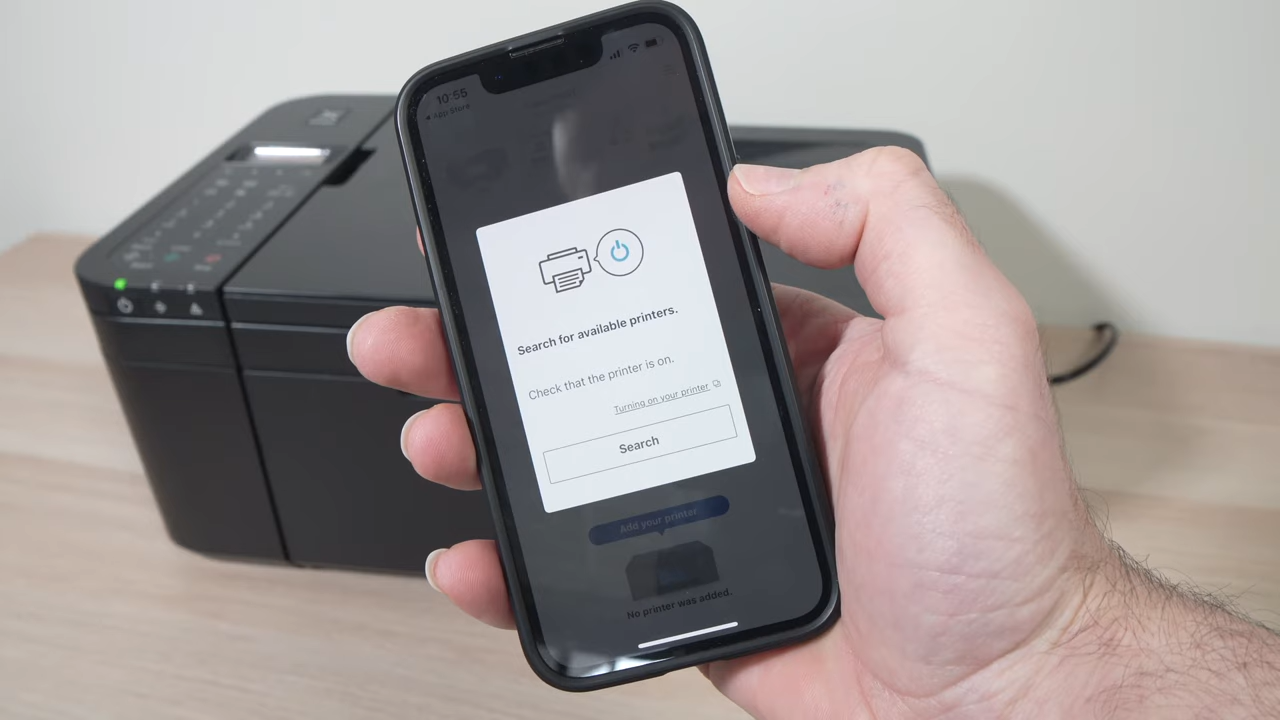 10:55
◀ App Store
Search for available printers.
Check that the printer is on.
Turning on your printer
Search
Add your printer
No printer was added.